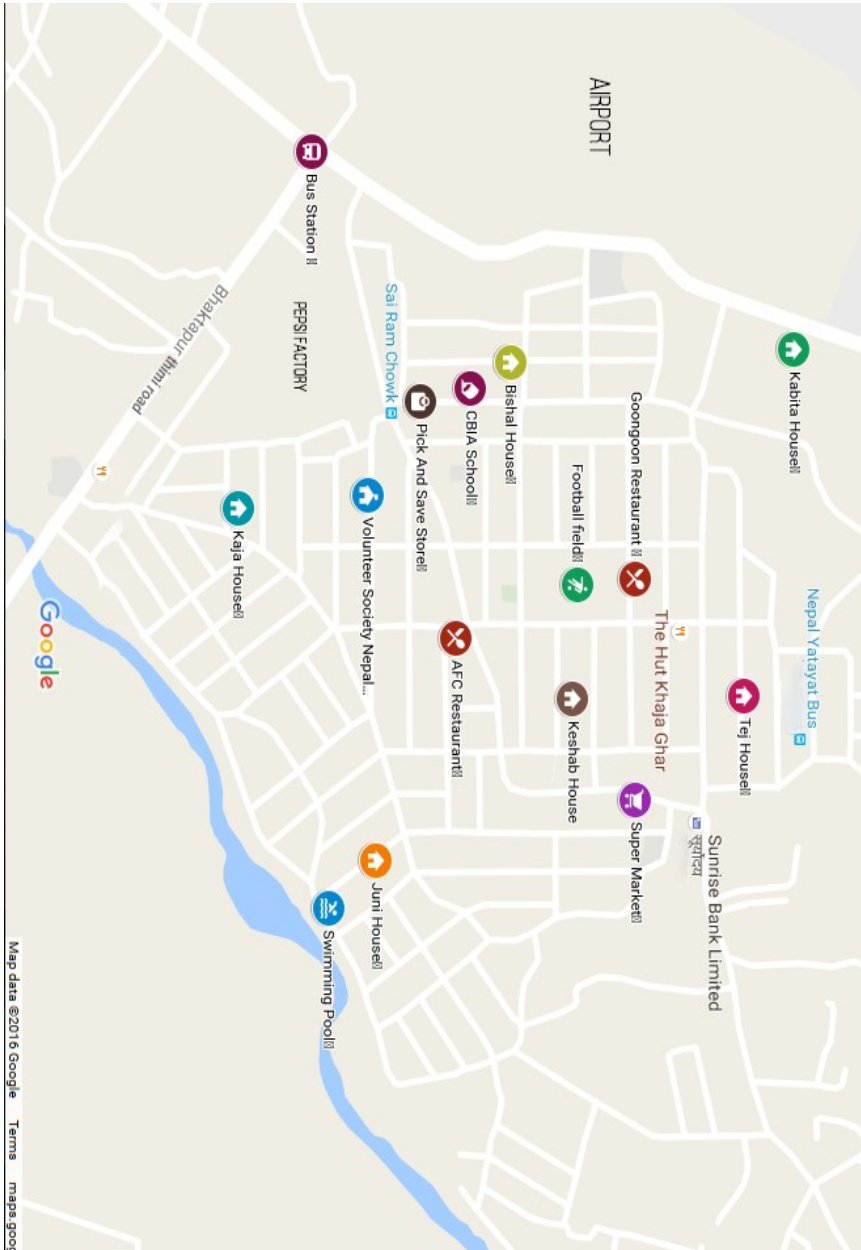 AIRPORT
Kabita House
Nepal Yatayat Bus
Tej House
Sunrise Bank Limited
सूर्योदय
The Hut Khaja Ghar
Goongoon Restaurant
Super Market
Football field
Keshab House
Bishal House
CBIA School
AFC Restaurant
Pick And Save Store
Sai Ram Chowk
Volunteer Society Nepal...
Juni House
Bus Station
PEPSI FACTORY
Swimming Pool
Kaja House
Bhaktapur thimi road
Google
Map data ©2016 Google Terms maps.goog